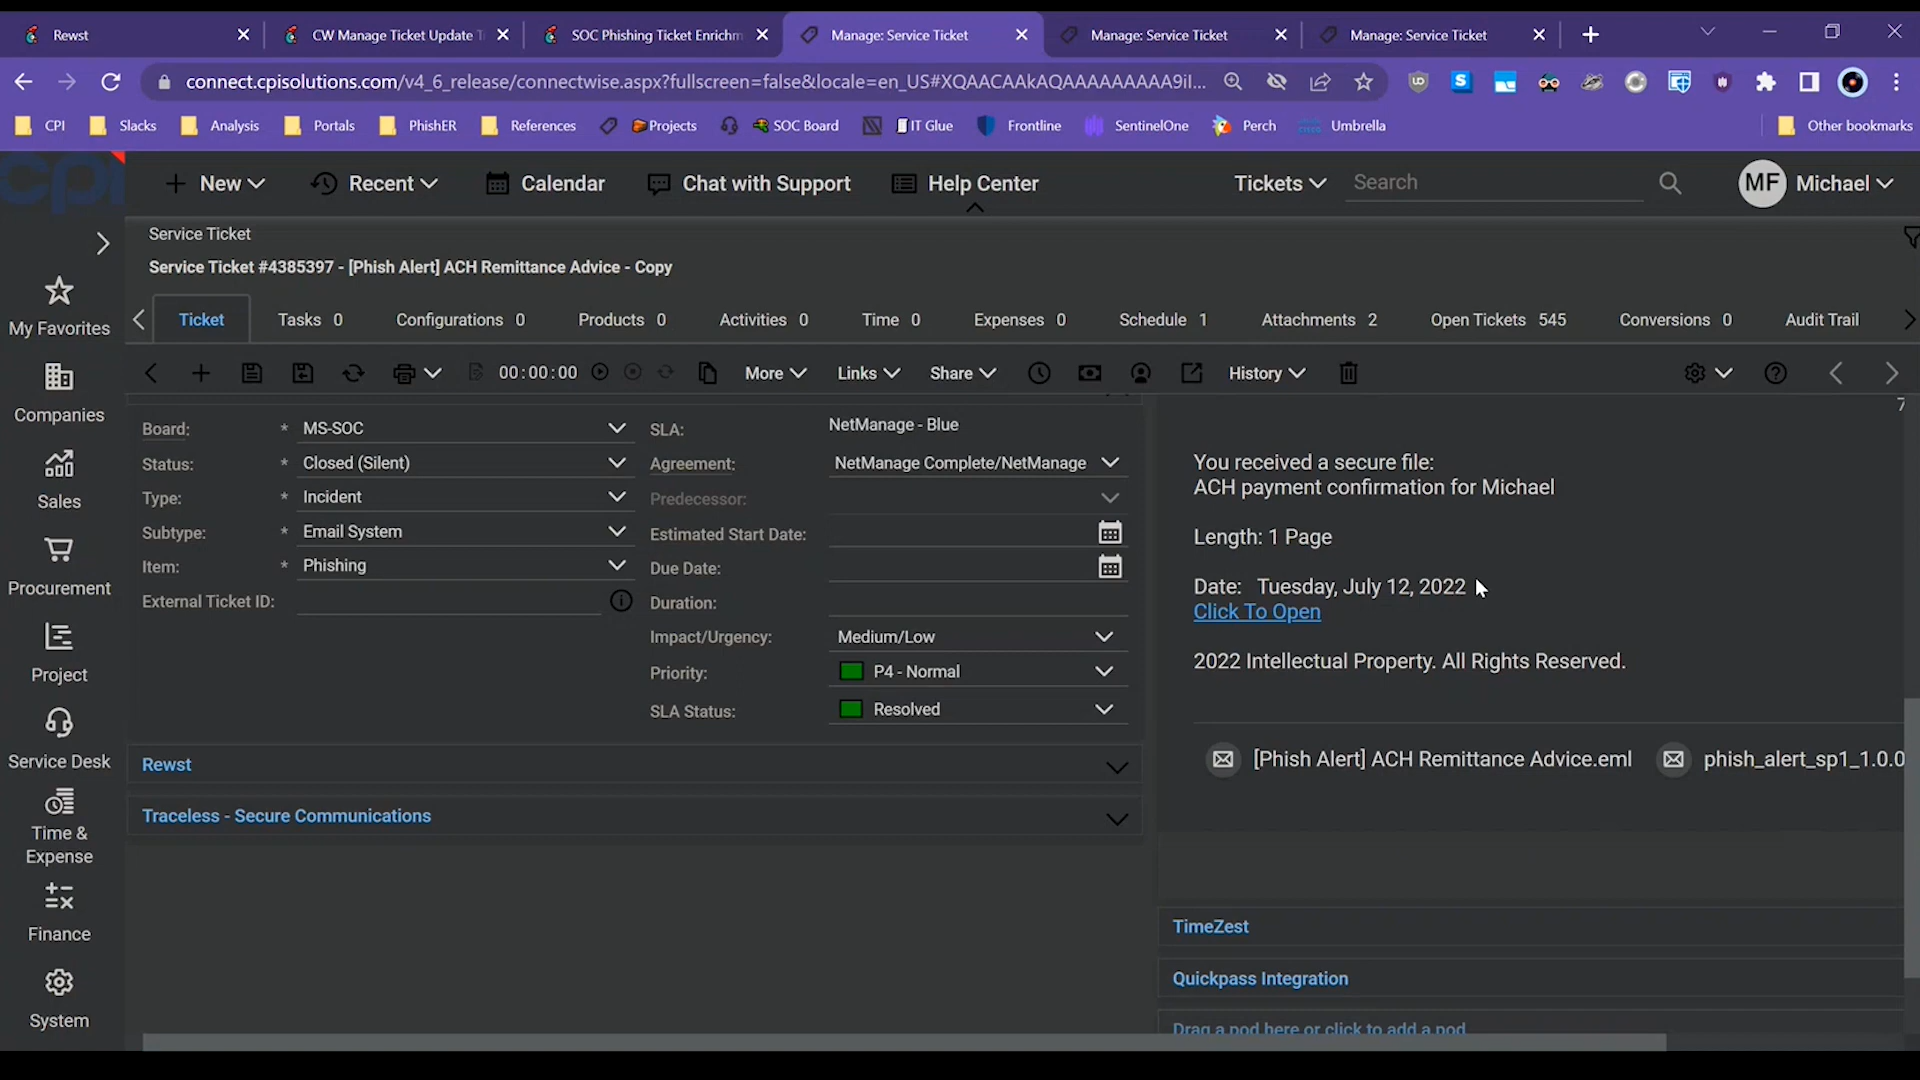 Rewst
CW Manage Ticket Update T
SOC Phishing Ticket Enrichm
Manage: Service Ticket
Manage: Service Ticket
Manage: Service Ticket
connect.cpisolutions.com/v4_6_release/connectwise.aspx?fullscreen=false&locale=en_US#XQAACAAkAQAAAAAAAAA9iI...
CPI
Slacks
Analysis
Portals
PhishER
References
Projects
SOC Board
IT Glue
Frontline
SentinelOne
Perch
Umbrella
Other bookmarks
cpi
New
Recent
Calendar
Chat with Support
Help Center
Tickets
Search
MF
Michael
Service Ticket
Service Ticket #4385397 - [Phish Alert] ACH Remittance Advice - Copy
My Favorites
Companies
Sales
Procurement
Project
Service Desk
Time &
Expense
Finance
System
Ticket
Tasks 0
Configurations 0
Products 0
Activities 0
Time 0
Expenses 0
Schedule 1
Attachments 2
Open Tickets 545
Conversions 0
Audit Trail
00:00:00
More
Links
Share
History
Board: * MS-SOC
Status: * Closed (Silent)
Type: * Incident
Subtype: * Email System
Item: * Phishing
External Ticket ID:
SLA: NetManage - Blue
Agreement: NetManage Complete/NetManage
Predecessor:
Estimated Start Date:
Due Date:
Duration:
Impact/Urgency: Medium/Low
Priority: P4 - Normal
SLA Status: Resolved
Rewst
Traceless - Secure Communications
7
You received a secure file:
ACH payment confirmation for Michael
Length: 1 Page
Date: Tuesday, July 12, 2022
Click To Open
2022 Intellectual Property. All Rights Reserved.
[Phish Alert] ACH Remittance Advice.eml
phish_alert_sp1_1.0.0
TimeZest
Quickpass Integration
Drag a pod here or click to add a pod